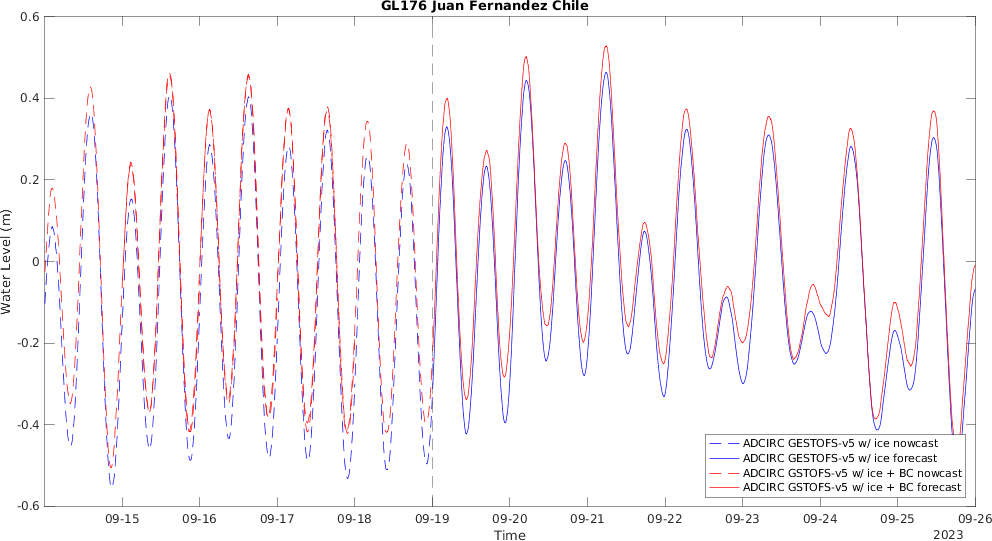 GL176 Juan Fernandez Chile
0.6
0.4
0.2
0
-0.2
-0.4
-0.6
Water Level (m)
ADCIRC GESTOFS-v5 w/ ice nowcast
ADCIRC GESTOFS-v5 w/ ice forecast
ADCIRC GSTOFS-v5 w/ ice + BC nowcast
ADCIRC GSTOFS-v5 w/ ice + BC forecast
09-15 09-16 09-17 09-18 09-19 09-20 09-21 09-22 09-23 09-24 09-25 09-26
Time
2023